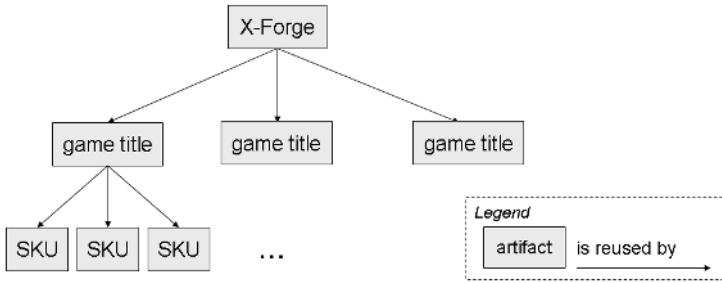 X-Forge
game title game title game title
SKU SKU SKU ...
Legend
artifact is reused by